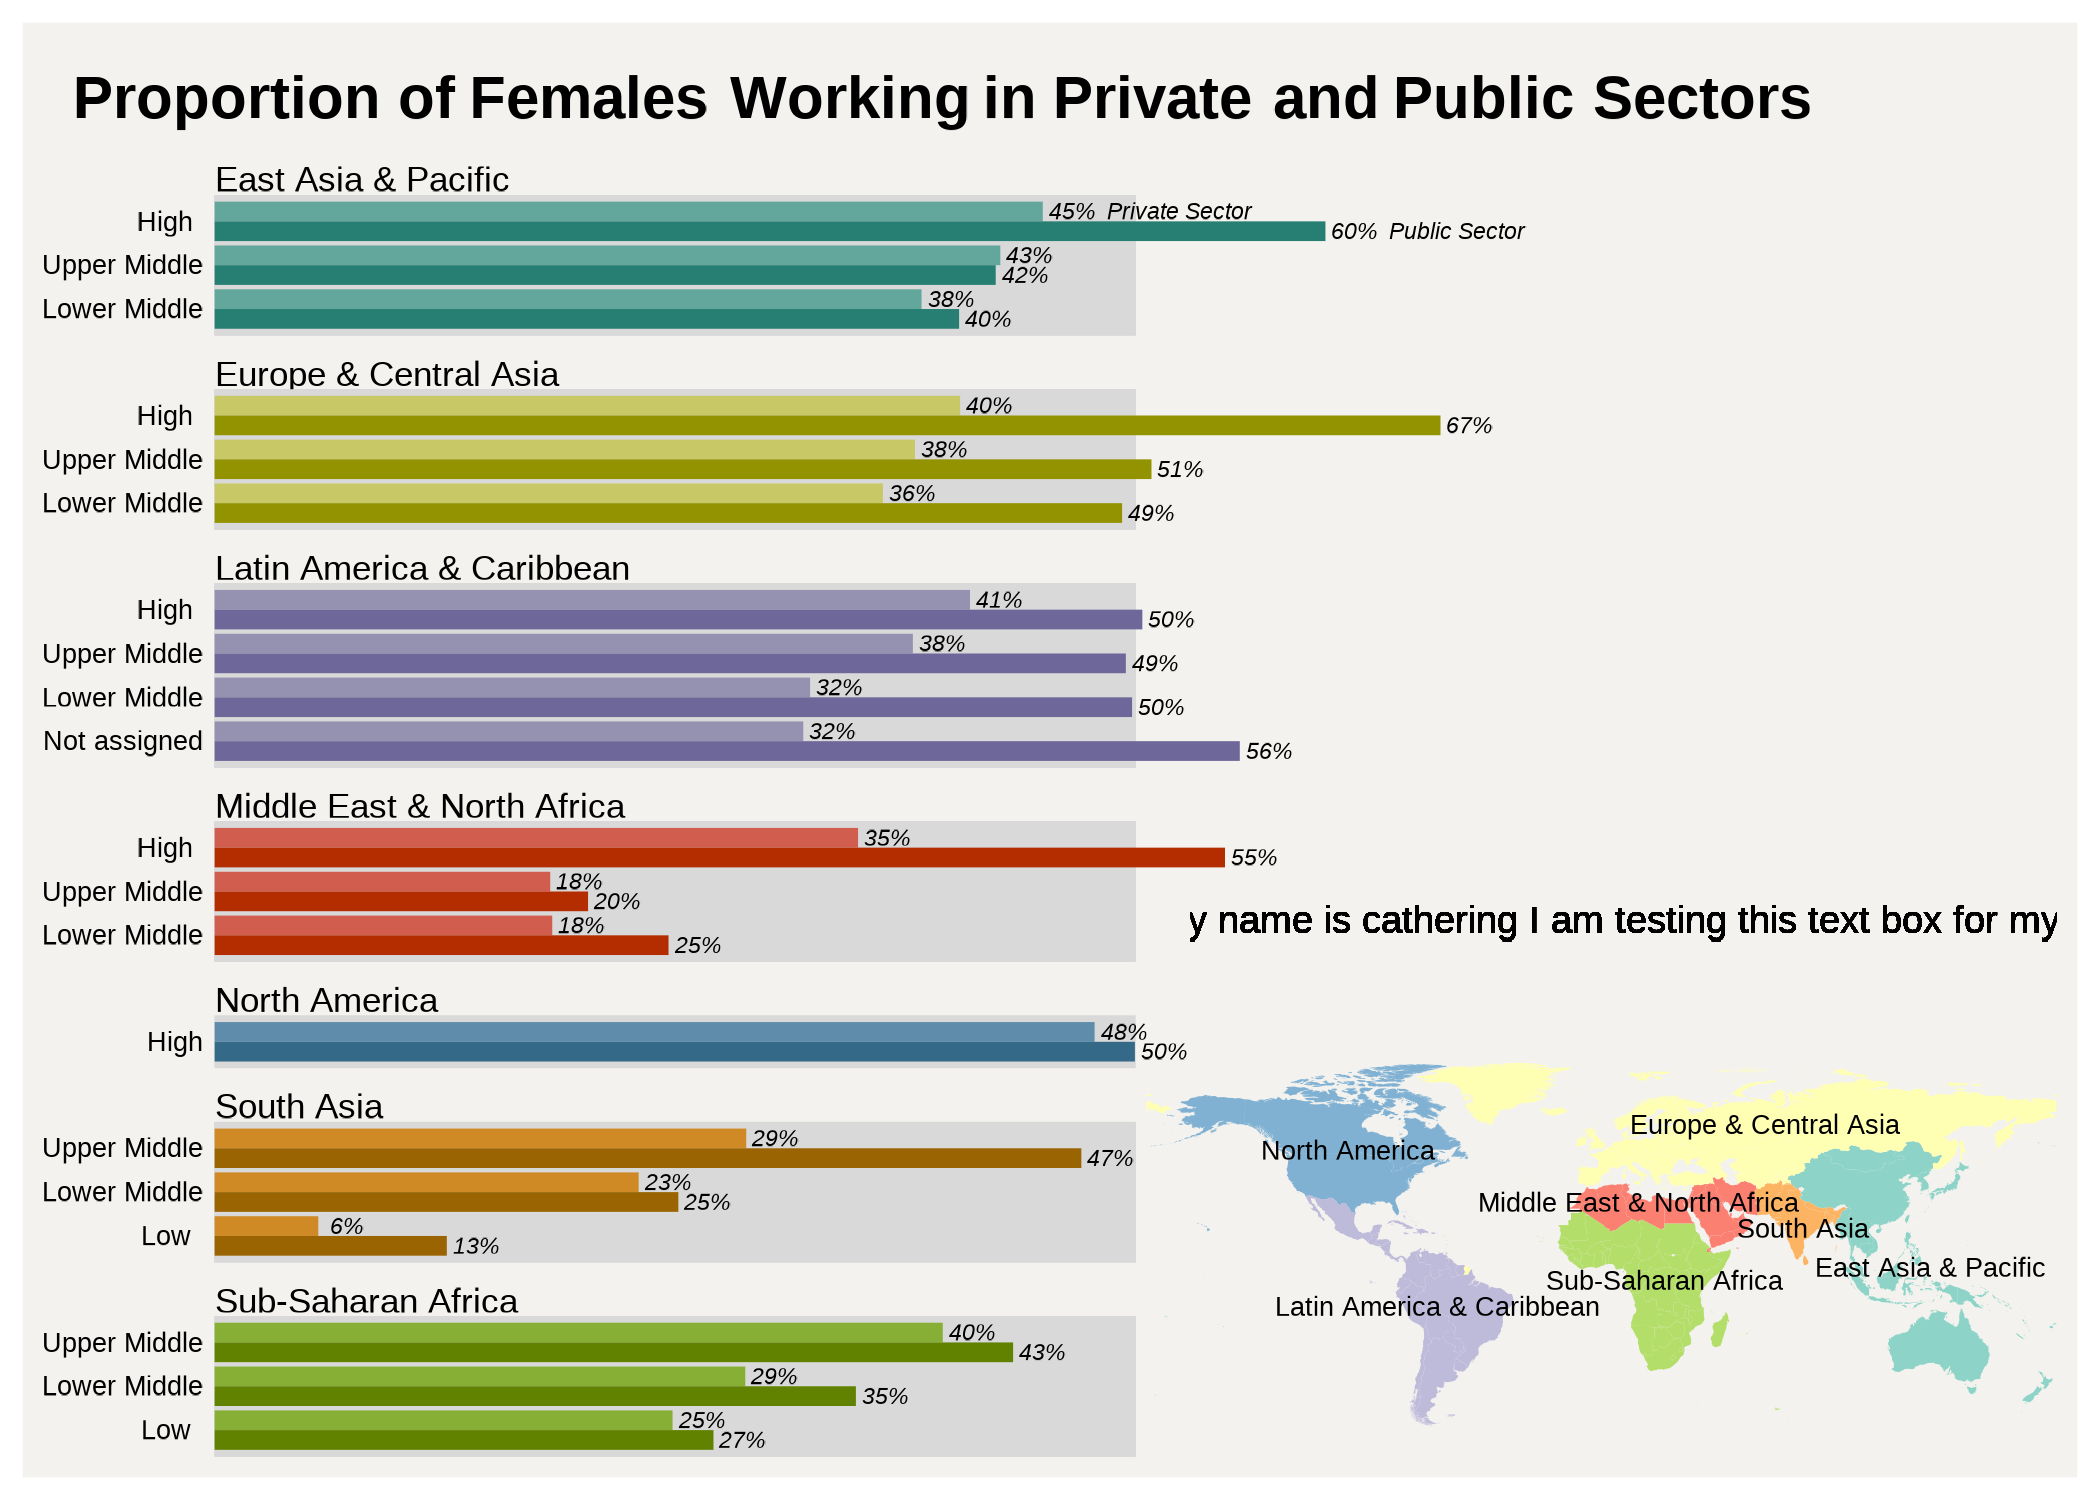 Proportion of Females Working in Private and Public Sectors
East Asia & Pacific
High 45% Private Sector
60% Public Sector
Upper Middle 43%
42%
Lower Middle 38%
40%
Europe & Central Asia
High 40%
67%
Upper Middle 38%
51%
Lower Middle 36%
49%
Latin America & Caribbean
High 41%
50%
Upper Middle 38%
49%
Lower Middle 32%
50%
Not assigned 32%
56%
Middle East & North Africa
High 35%
55%
Upper Middle 18%
20%
Lower Middle 18%
25%
y name is cathering I am testing this text box for my
North America
High 48%
50%
South Asia
Upper Middle 29%
47%
Lower Middle 23%
25%
Low 6%
13%
Sub-Saharan Africa
Upper Middle 40%
43%
Lower Middle 29%
35%
Low 25%
27%
Europe & Central Asia
North America
Middle East & North Africa
South Asia
East Asia & Pacific
Sub-Saharan Africa
Latin America & Caribbean